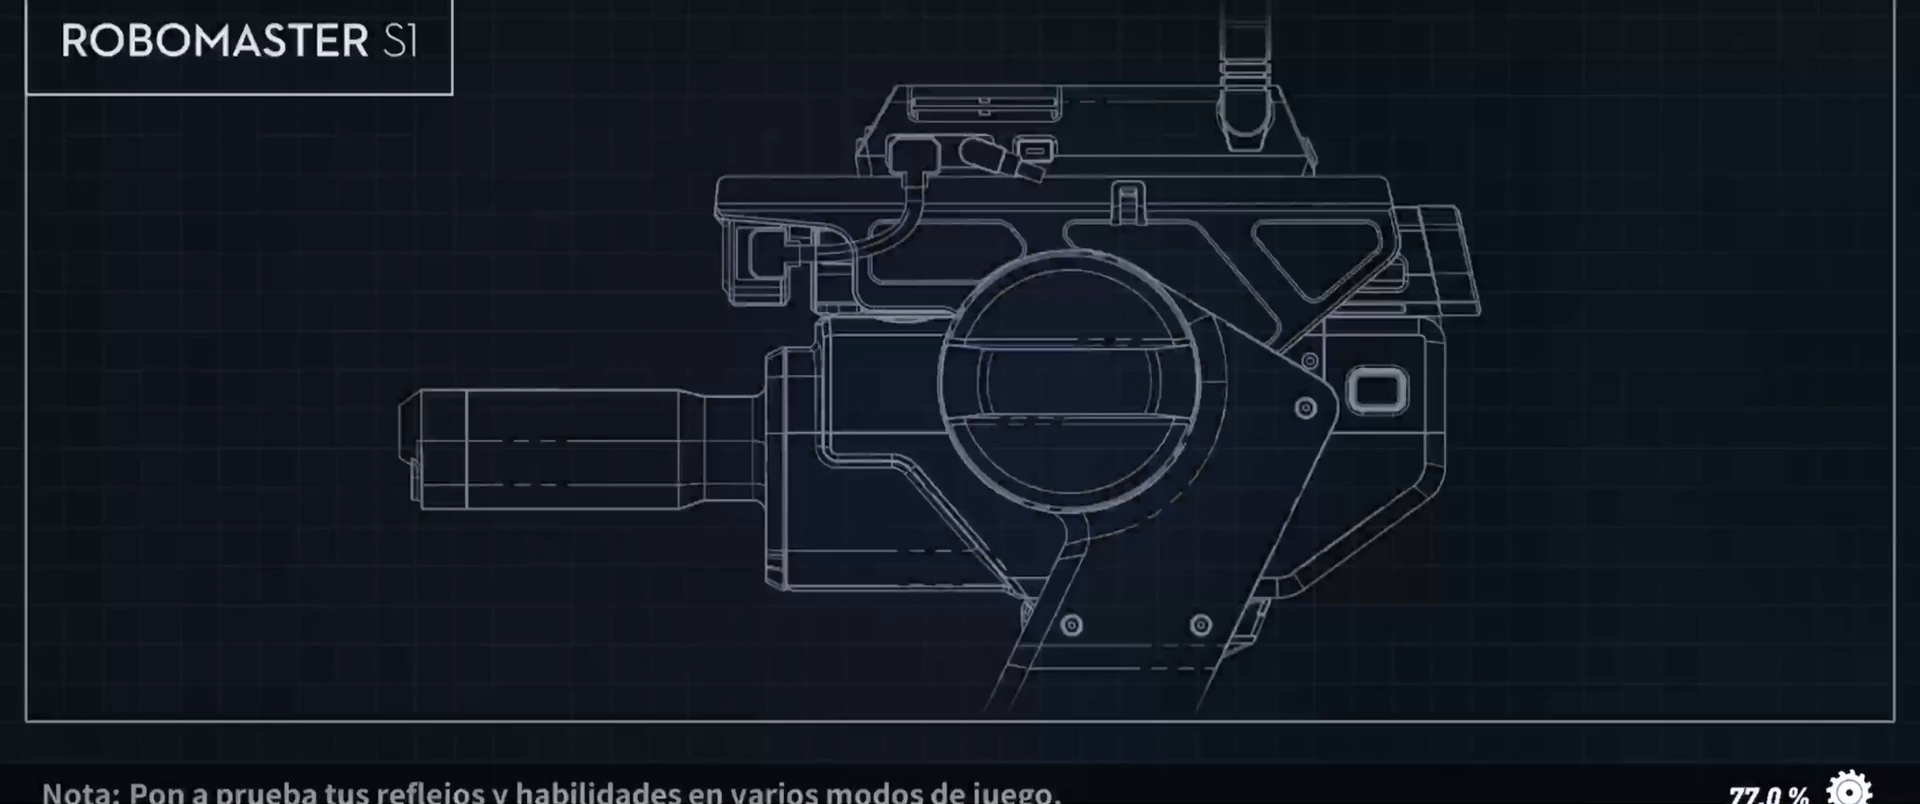 ROBOMASTER S1
Nota: Pon a prueba tus reflejos y habilidades en varios modos de juego.
77.0 %